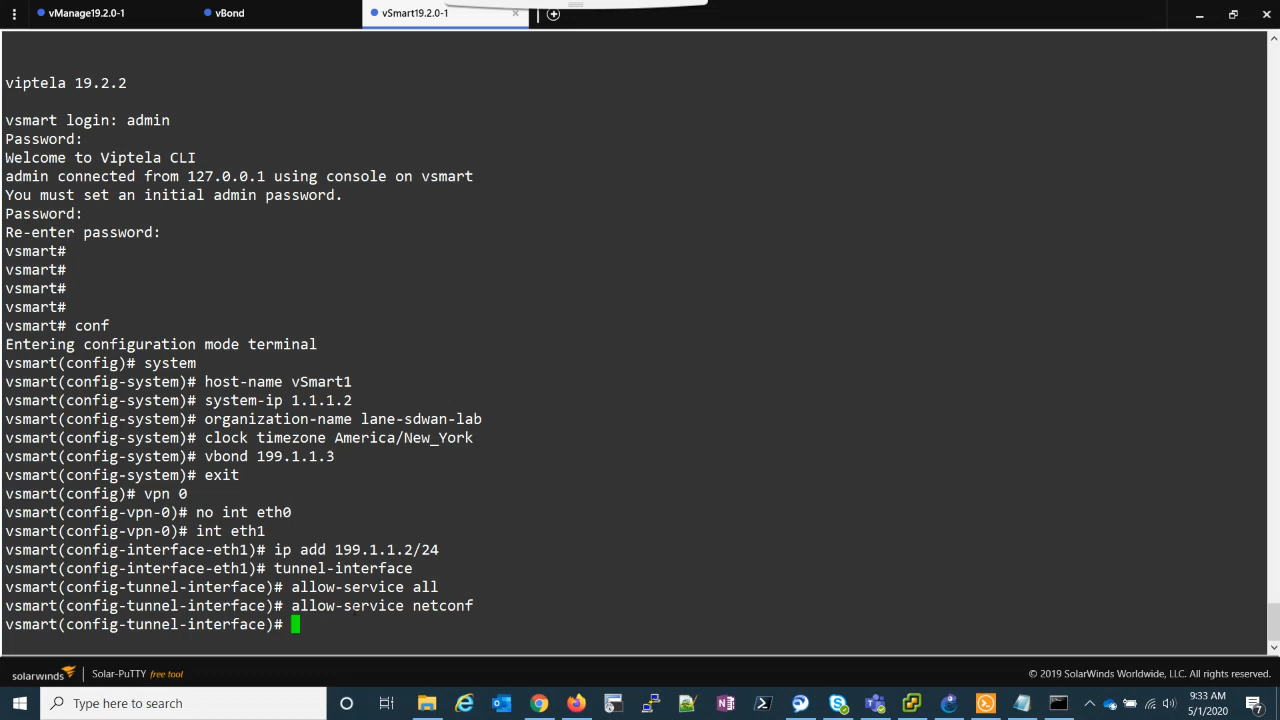 vManage19.2.0-1
vBond
vSmart19.2.0-1
viptela 19.2.2
vsmart login: admin
Password:
Welcome to Viptela CLI
admin connected from 127.0.0.1 using console on vsmart
You must set an initial admin password.
Password:
Re-enter password:
vsmart#
vsmart#
vsmart#
vsmart#
vsmart# conf
Entering configuration mode terminal
vsmart(config)# system
vsmart(config-system)# host-name vSmart1
vsmart(config-system)# system-ip 1.1.1.2
vsmart(config-system)# organization-name lane-sdwan-lab
vsmart(config-system)# clock timezone America/New_York
vsmart(config-system)# vbond 199.1.1.3
vsmart(config-system)# exit
vsmart(config)# vpn 0
vsmart(config-vpn-0)# no int eth0
vsmart(config-vpn-0)# int eth1
vsmart(config-interface-eth1)# ip add 199.1.1.2/24
vsmart(config-interface-eth1)# tunnel-interface
vsmart(config-tunnel-interface)# allow-service all
vsmart(config-tunnel-interface)# allow-service netconf
vsmart(config-tunnel-interface)#
solarwinds Solar-PuTTY free tool
© 2019 SolarWinds Worldwide, LLC. All rights reserved.
Type here to search
9:33 AM
5/1/2020
7